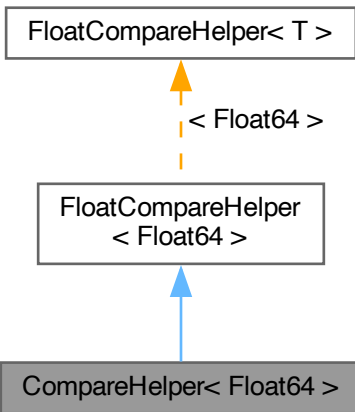 FloatCompareHelper< T >
< Float64 >
FloatCompareHelper
< Float64 >
CompareHelper< Float64 >